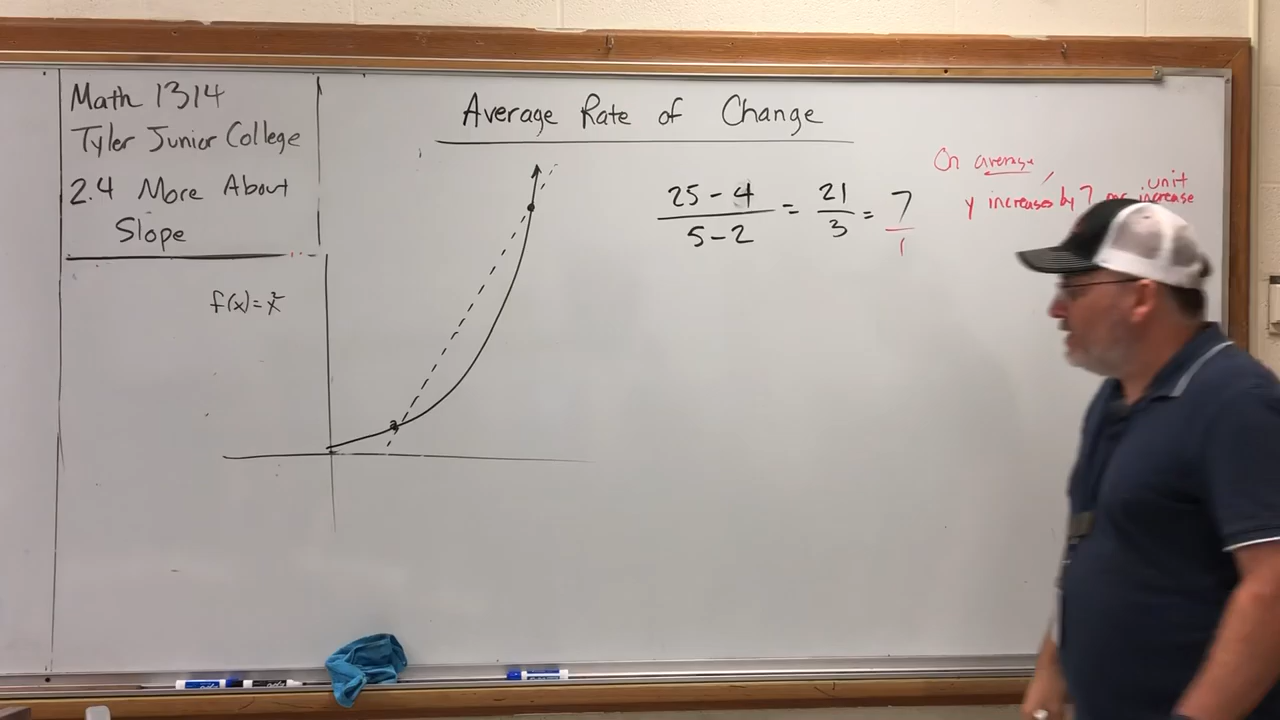 Math 1314
Tyler Junior College
2.4 More About
Slope
Average Rate of Change
f(x)=x²
25-4 / 5-2 = 21/3 = 7/1
On average,
y increases by 7 unit increase